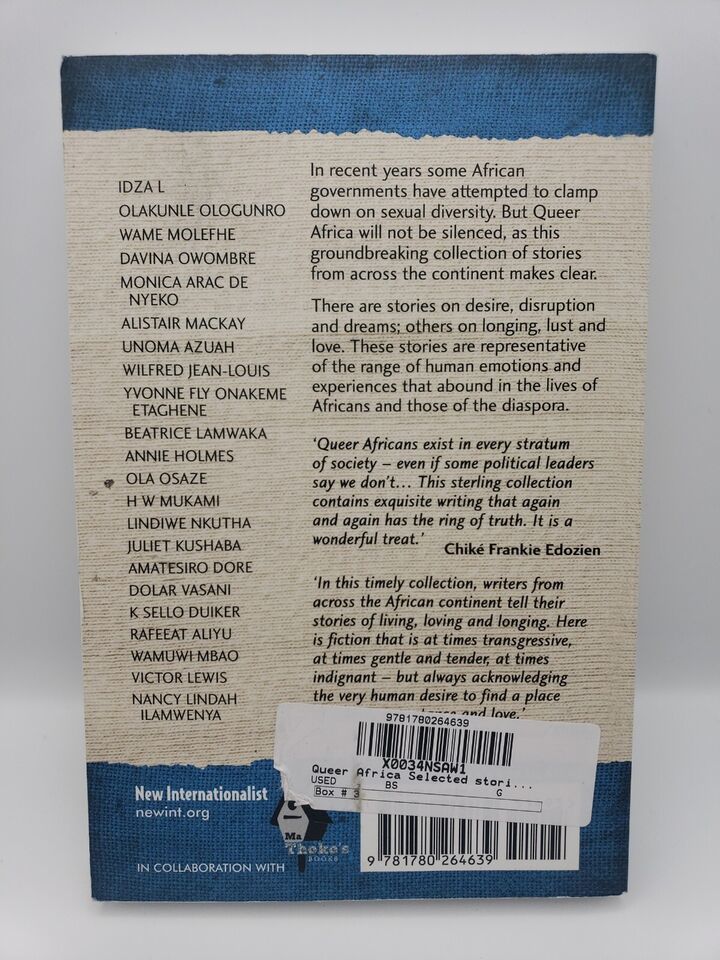 IDZA L
OLAKUNLE OLOGUNRO
WAME MOLEFHE
DAVINA OWOMBRE
MONICA ARAC DE
NYEKO
ALISTAIR MACKAY
UNOMA AZUAH
WILFRED JEAN-LOUIS
YVONNE FLY ONAKEME
ETAGHENE
BEATRICE LAMWAKA
ANNIE HOLMES
OLA OSAZE
H W MUKAMI
LINDIWE NKUTHA
JULIET KUSHABA
AMATESIRO DORE
DOLAR VASANI
K SELLO DUIKER
RAFEEAT ALIYU
WAMUWI MBAO
VICTOR LEWIS
NANCY LINDAH
ILAMWENYA
In recent years some African
governments have attempted to clamp
down on sexual diversity. But Queer
Africa will not be silenced, as this
groundbreaking collection of stories
from across the continent makes clear.
There are stories on desire, disruption
and dreams; others on longing, lust and
love. These stories are representative
of the range of human emotions and
experiences that abound in the lives of
Africans and those of the diaspora.
‘Queer Africans exist in every stratum
of society – even if some political leaders
say we don’t... This sterling collection
contains exquisite writing that again
and again has the ring of truth. It is a
wonderful treat.’
Chiké Frankie Edozien
‘In this timely collection, writers from
across the African continent tell their
stories of living, loving and longing. Here
is fiction that is at times transgressive,
at times gentle and tender, at times
indignant – but always acknowledging
the very human desire to find a place
and love.’
9781780264639
X0034NSAW1
Queer Africa Selected stori...
USED BS G
Box # 3
New Internationalist
newint.org
IN COLLABORATION WITH
Ma
Thoko's
BOOKS
9 781780 264639